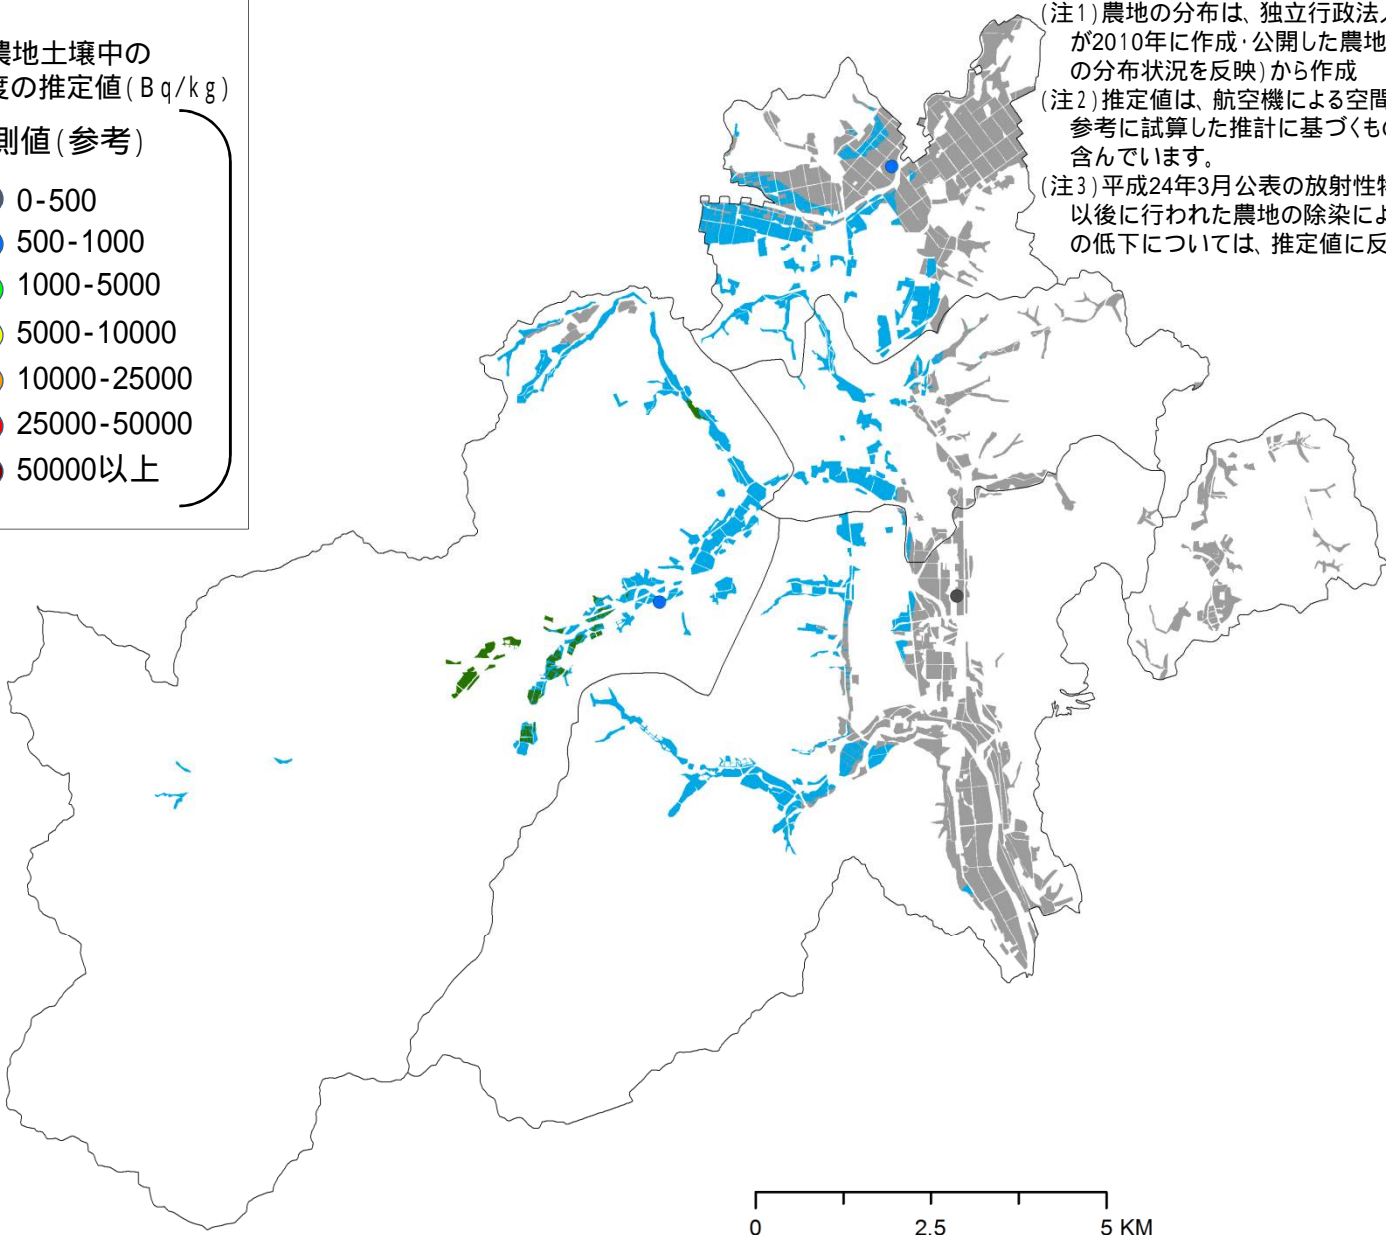 農地土壌中の
度の推定値(Bq/kg)
測値(参考)
0-500
500-1000
1000-5000
5000-10000
10000-25000
25000-50000
50000以上
(注1)農地の分布は、独立行政法人
が2010年に作成・公開した農地
の分布状況を反映)から作成
(注2)推定値は、航空機による空間
参考に試算した推計に基づくもの
含んでいます。
(注3)平成24年3月公表の放射性物
以後に行われた農地の除染によ
の低下については、推定値に反
0 2.5 5 KM